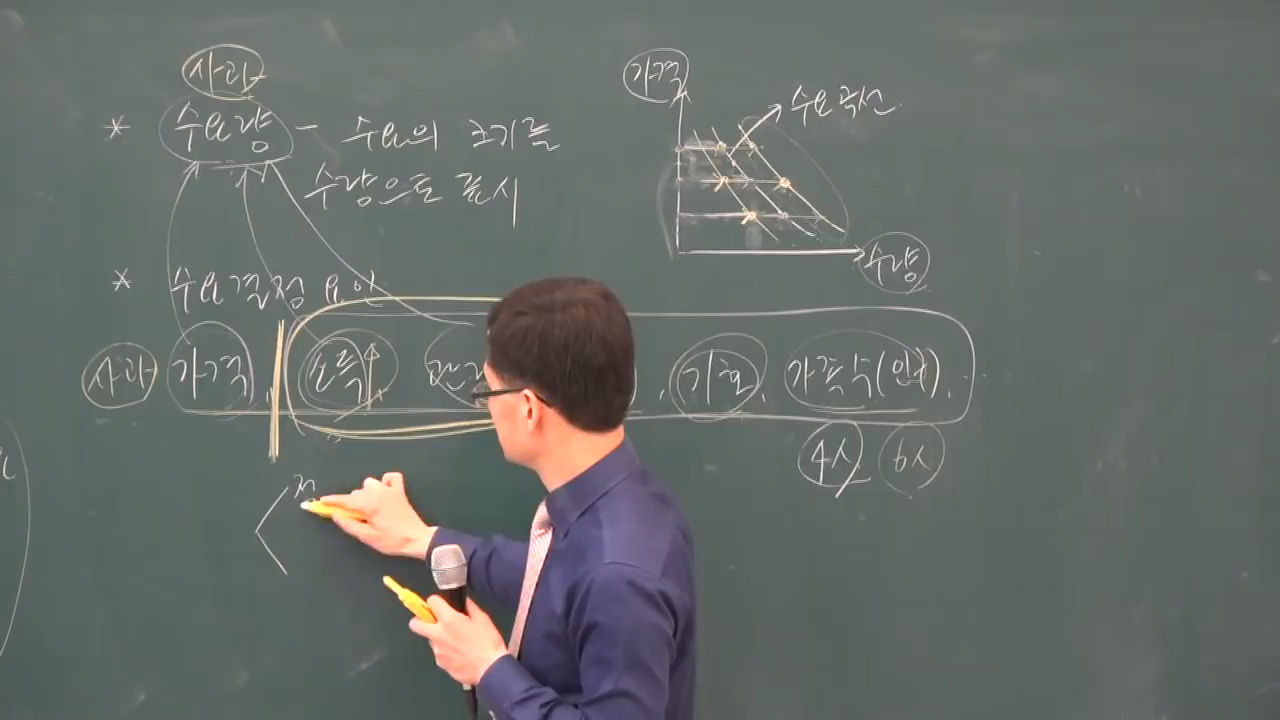 사과
* 수요량 - 수요의 크기를
수량으로 표시
가격
수요곡선
수량
* 수요결정 요인
사과 가격, 소득↑ , 기호, 가족수(인구),
4人 6人